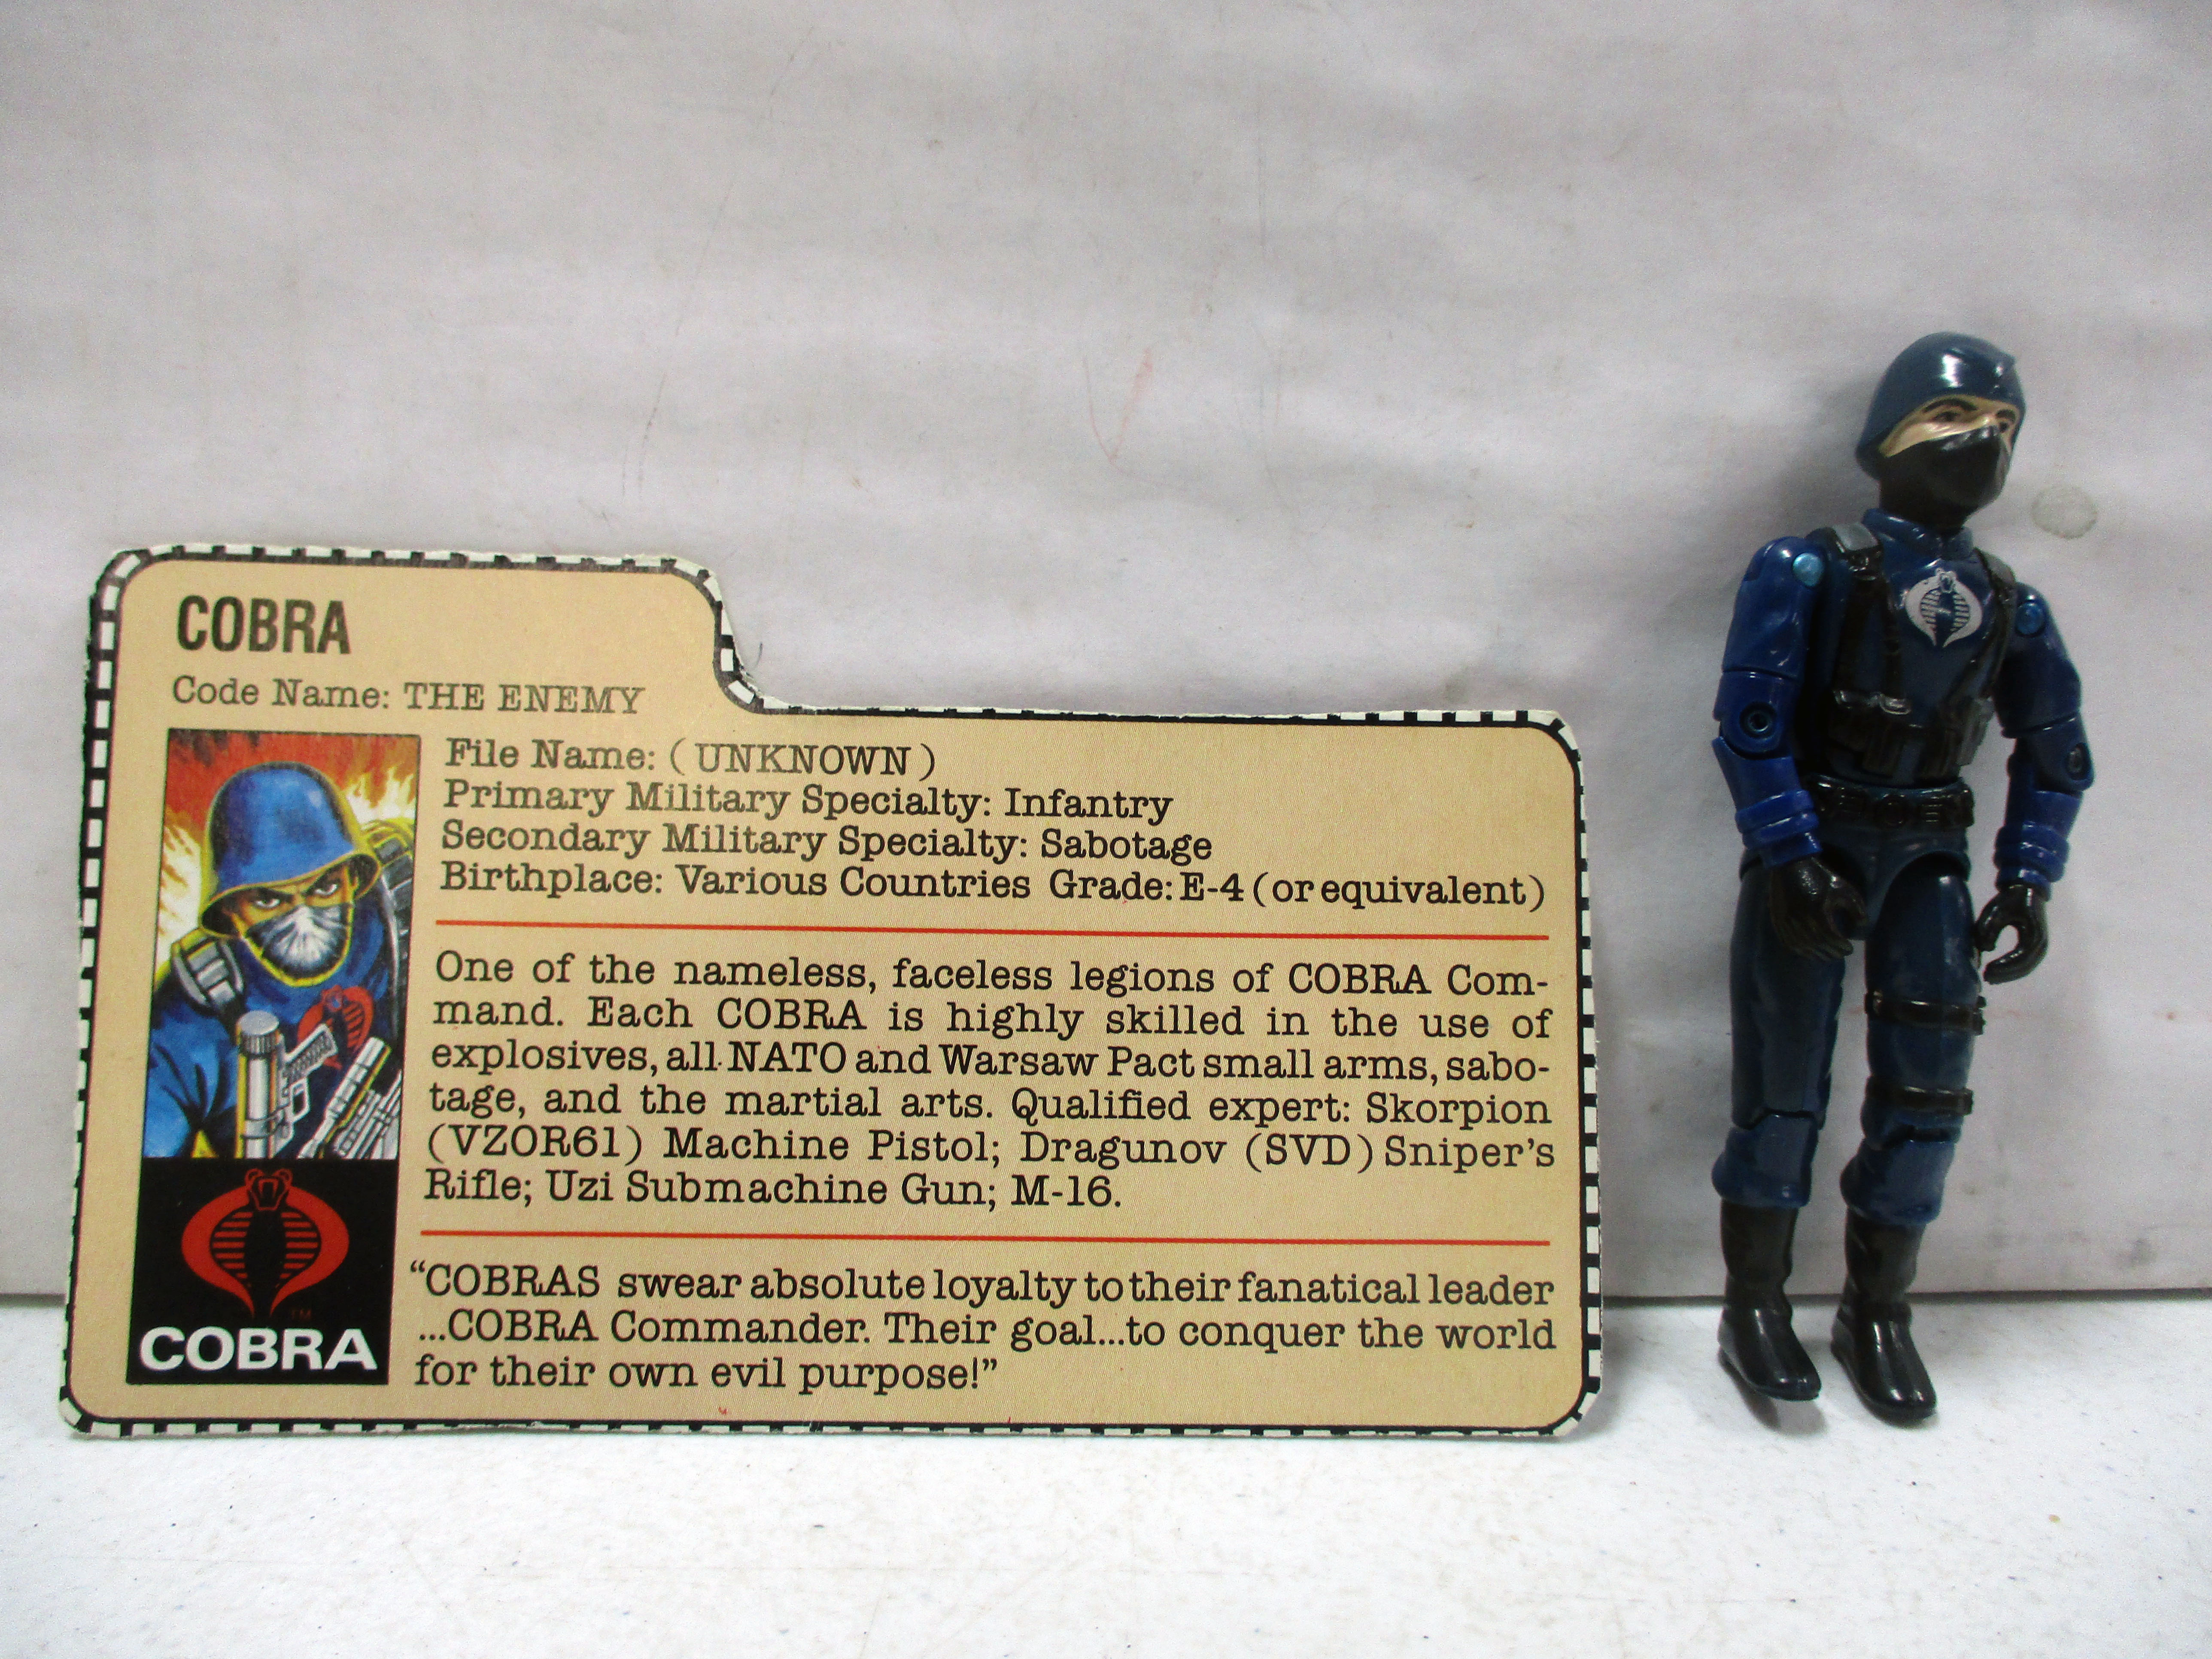 COBRA
Code Name: THE ENEMY
File Name: (UNKNOWN)
Primary Military Specialty: Infantry
Secondary Military Specialty: Sabotage
Birthplace: Various Countries Grade: E-4 (or equivalent)
One of the nameless, faceless legions of COBRA Com-
mand. Each COBRA is highly skilled in the use of
explosives, all NATO and Warsaw Pact small arms, sabo-
tage, and the martial arts. Qualified expert: Skorpion
(VZOR61) Machine Pistol; Dragunov (SVD) Sniper's
Rifle; Uzi Submachine Gun; M-16.
“COBRAS swear absolute loyalty to their fanatical leader
...COBRA Commander. Their goal...to conquer the world
for their own evil purpose!”
TM
COBRA